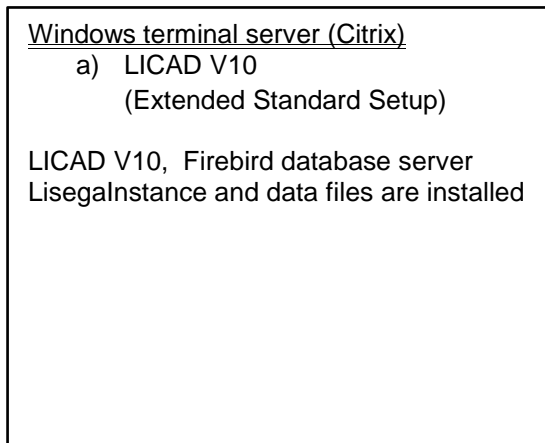 Windows terminal server (Citrix)
a) LICAD V10
(Extended Standard Setup)
LICAD V10, Firebird database server
LisegaInstance and data files are installed